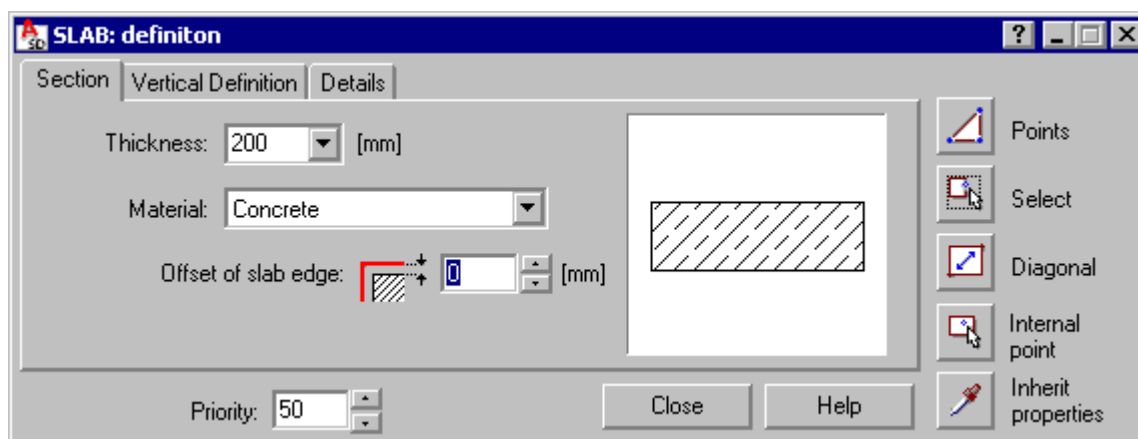 A
SD
SLAB: definiton
?
Section Vertical Definition Details
Thickness: 200 [mm]
Material: Concrete
Offset of slab edge: 0 [mm]
Priority: 50
Close Help
Points
Select
Diagonal
Internal
point
Inherit
properties